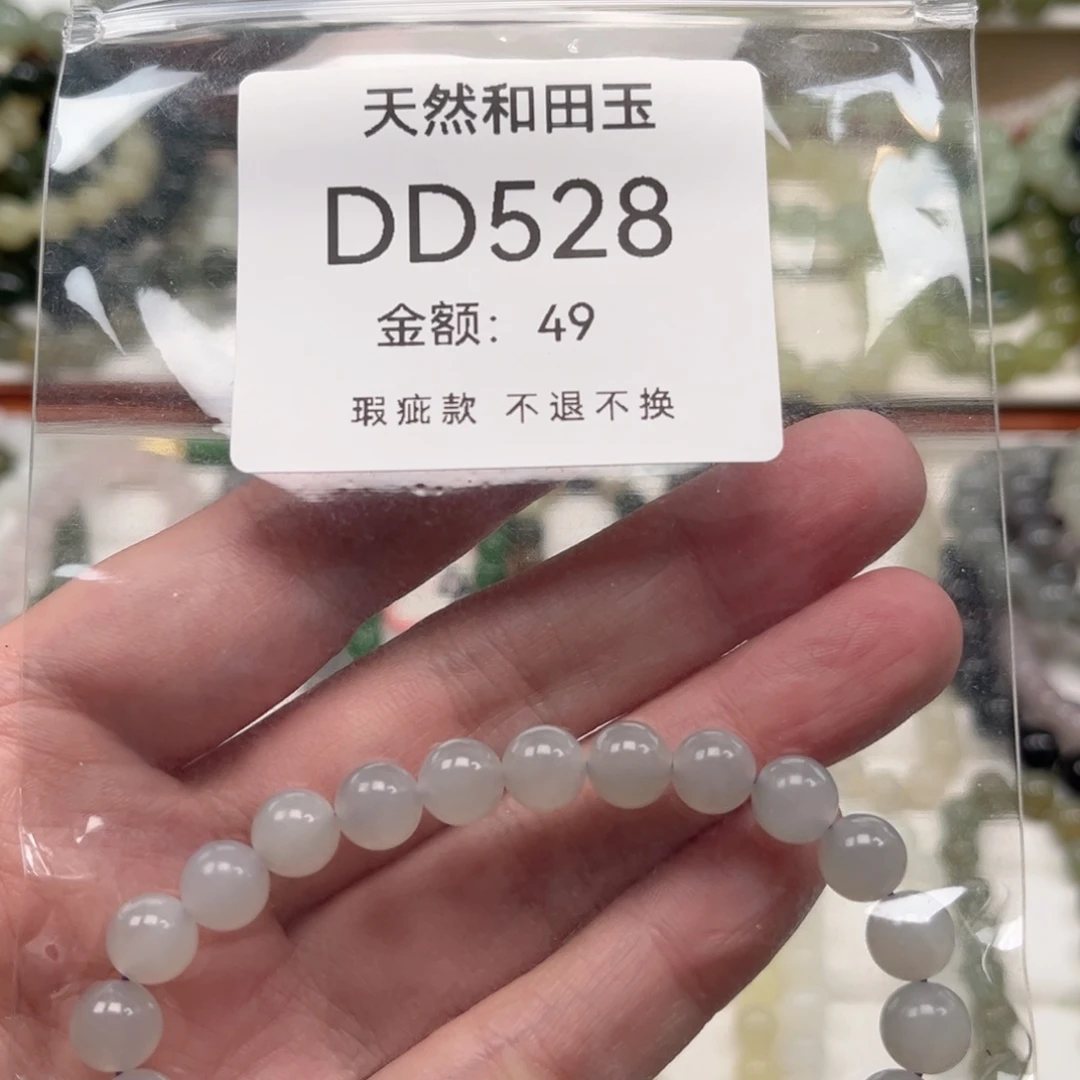 天然和田玉
DD528
金额：49
瑕疵款 不退不换